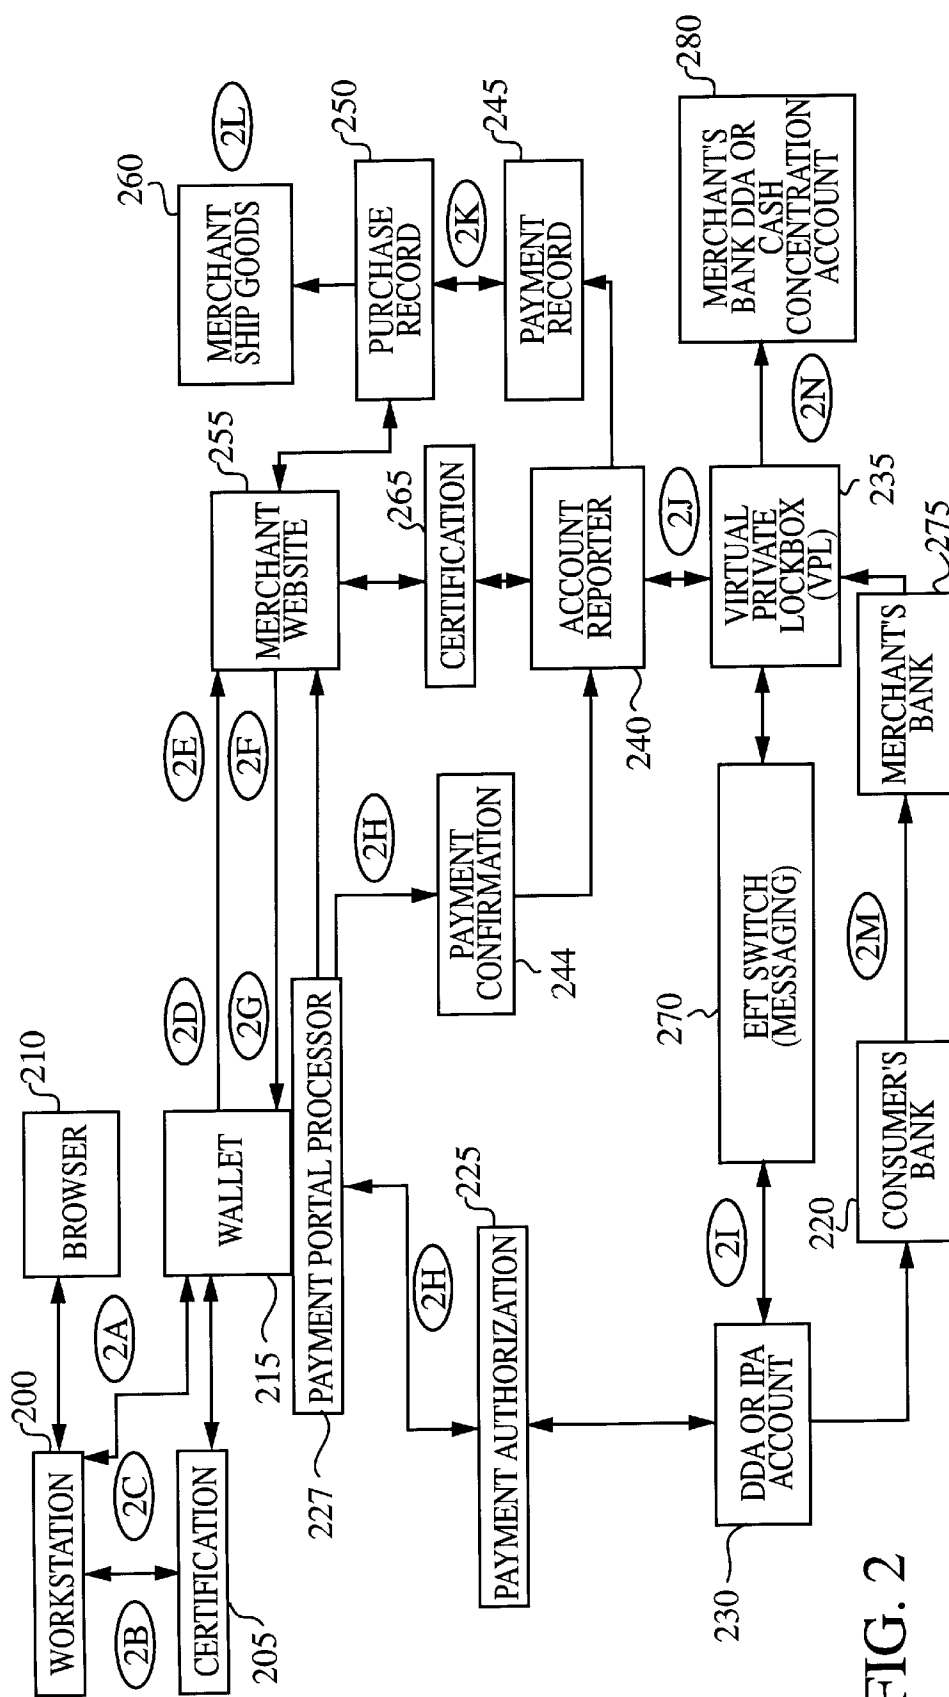 200
WORKSTATION
210
BROWSER
2A
2B
2C
CERTIFICATION
205
WALLET
215
PAYMENT PORTAL PROCESSOR
227
2D
2E
2F
2G
255
MERCHANT
WEBSITE
260
MERCHANT
SHIP GOODS
2L
250
PURCHASE
RECORD
2K
245
PAYMENT
RECORD
265
CERTIFICATION
2H
PAYMENT
CONFIRMATION
244
ACCOUNT
REPORTER
240
2H
225
PAYMENT AUTHORIZATION
2J
DDA OR IPA
ACCOUNT
230
2I
270
EFT SWITCH
(MESSAGING)
VIRTUAL
PRIVATE
LOCKBOX
(VPL)
235
2N
280
MERCHANT'S
BANK DDA OR
CASH
CONCENTRATION
ACCOUNT
220
CONSUMER'S
BANK
2M
MERCHANT'S
BANK
275
FIG. 2